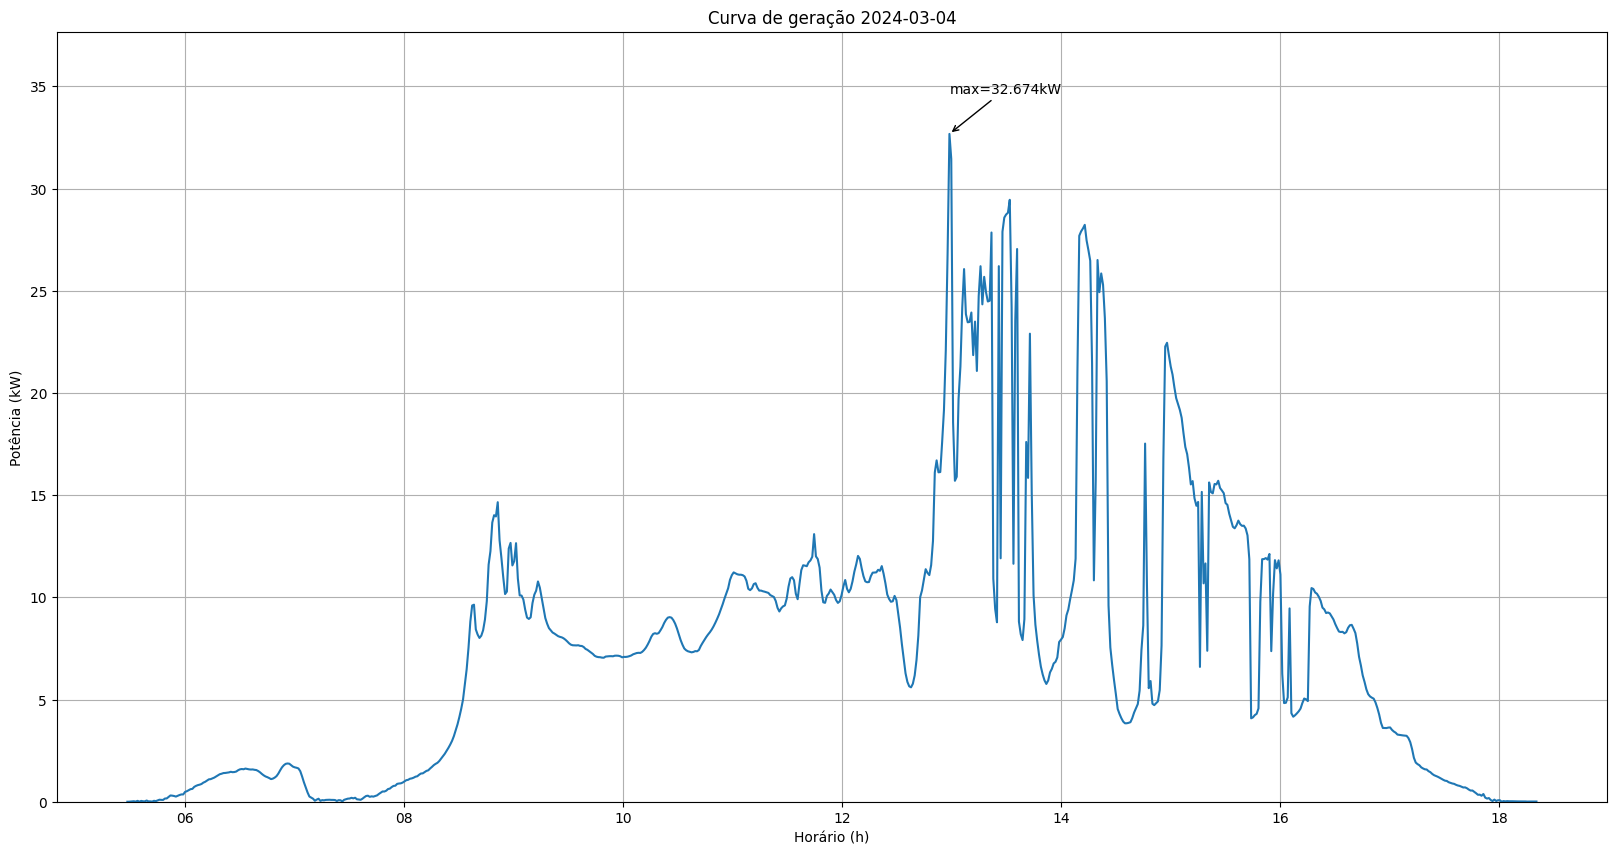 Curva de geração 2024-03-04
max=32.674kW
Potência (kW)
35
30
25
20
15
10
5
0
06 08 10 12 14 16 18
Horário (h)